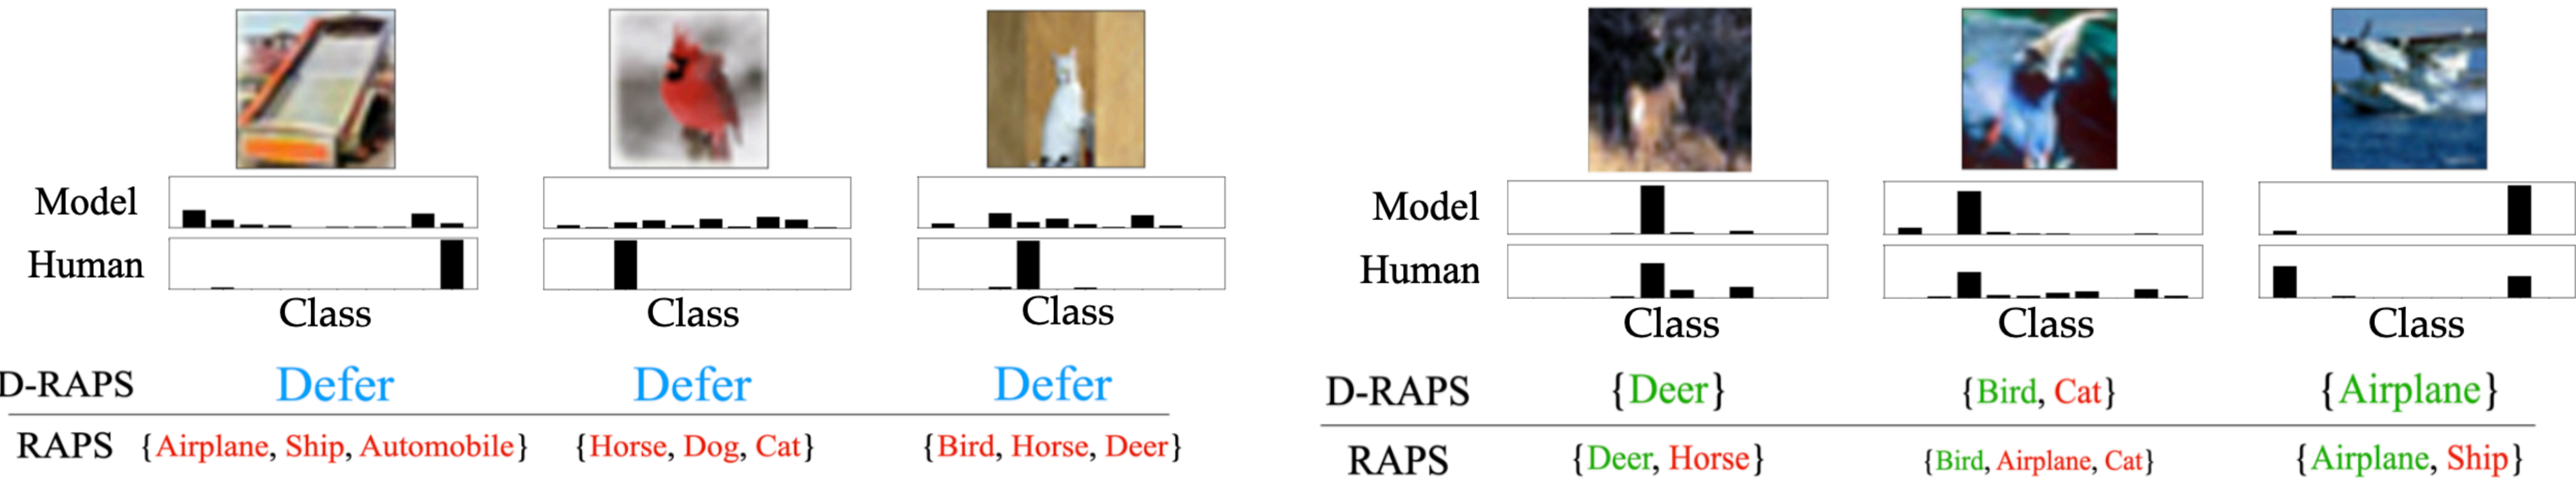 Model
Human
Class Class Class
D-RAPS Defer Defer Defer
RAPS {Airplane, Ship, Automobile} {Horse, Dog, Cat} {Bird, Horse, Deer}
Model
Human
Class Class Class
D-RAPS {Deer} {Bird, Cat} {Airplane}
RAPS {Deer, Horse} {Bird, Airplane, Cat} {Airplane, Ship}